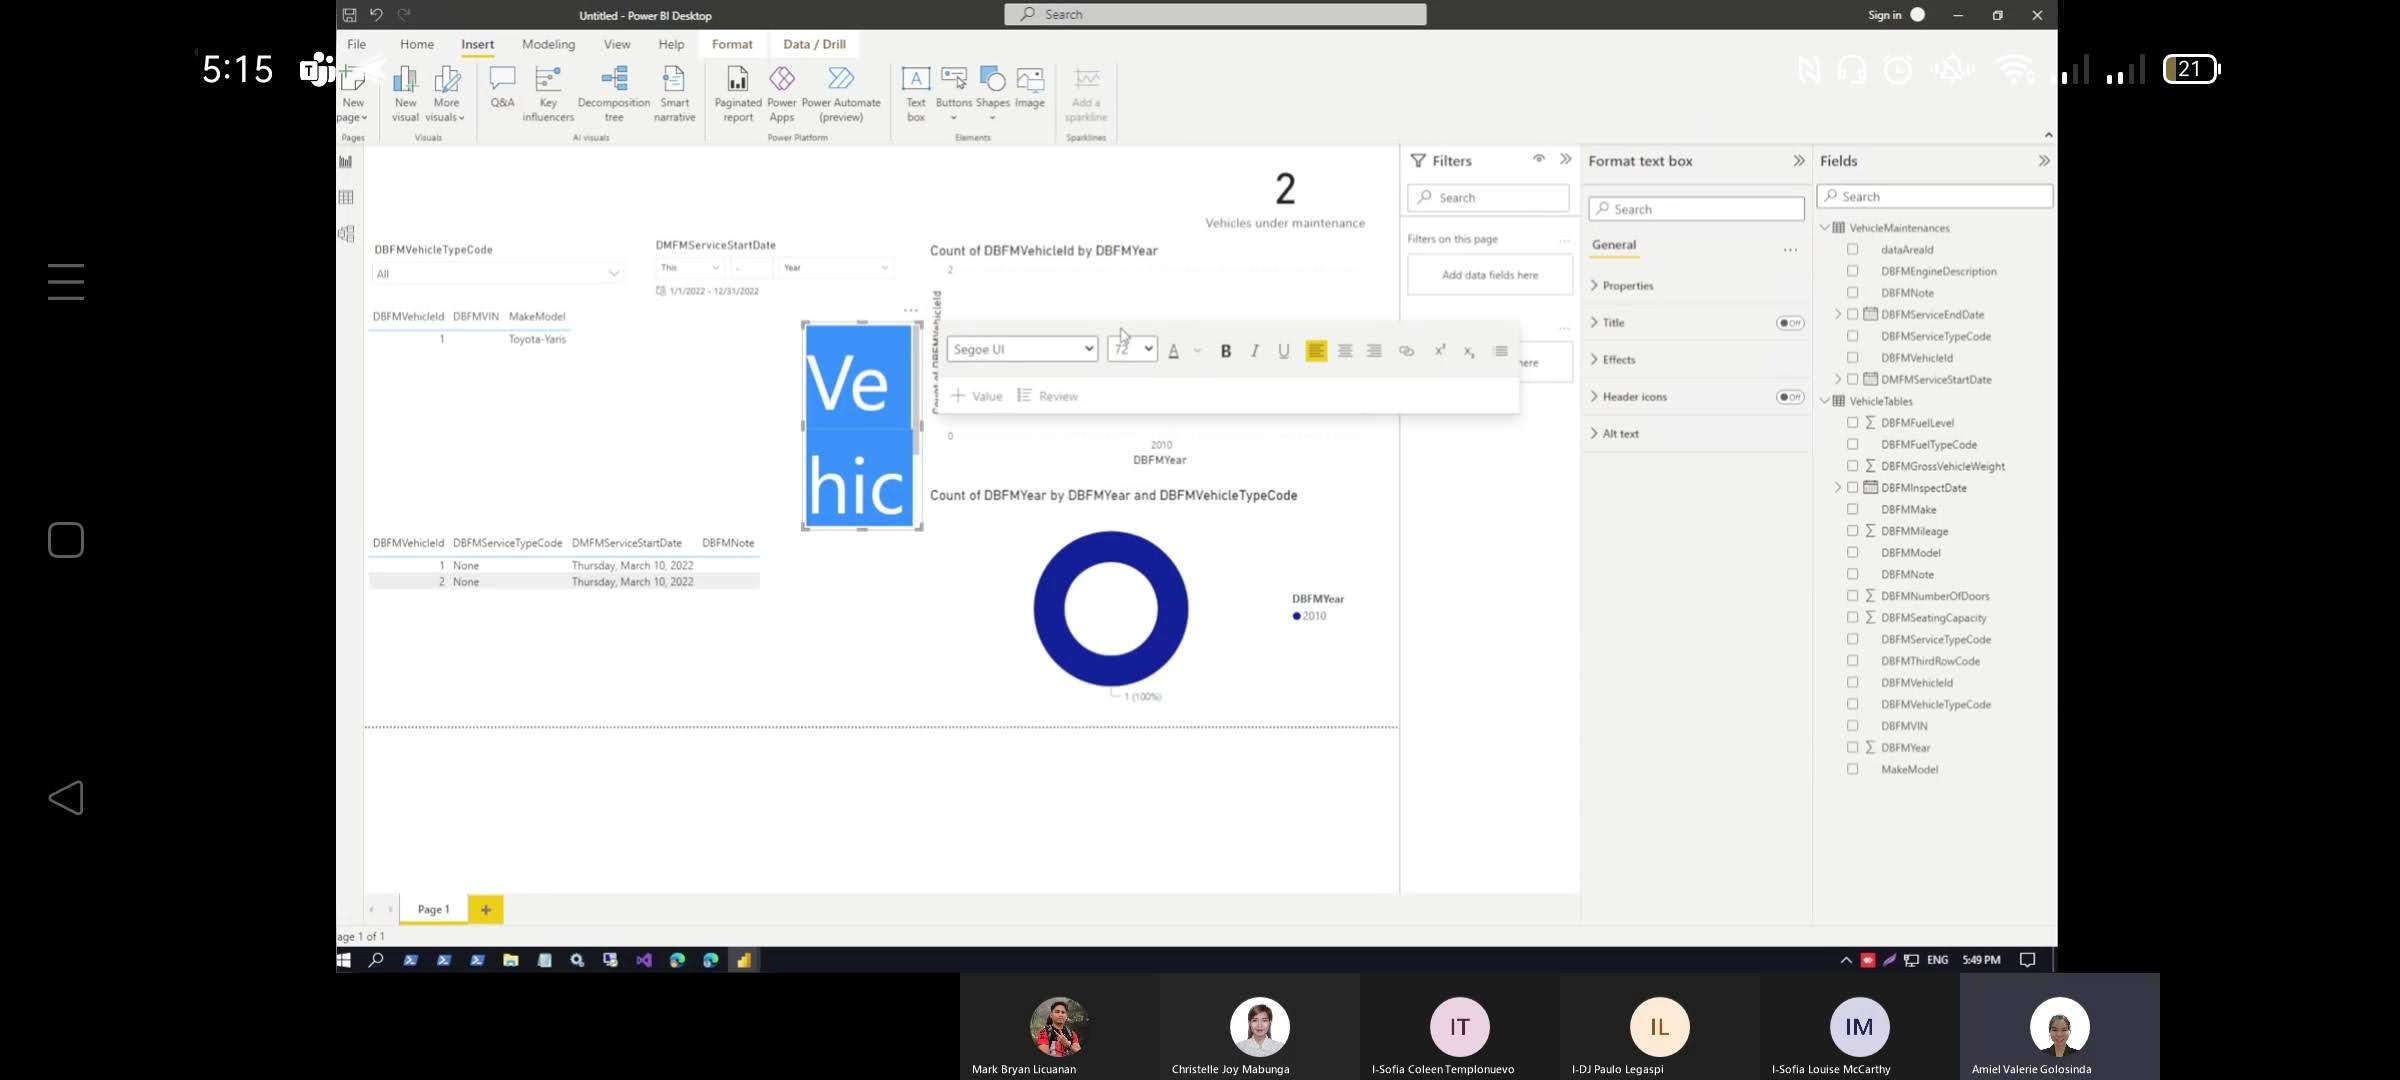 5:15
21
Untitled - Power BI Desktop
Search
Sign in
File Home Insert Modeling View Help Format Data / Drill
New page
New visual
More visuals
Q&A
Key influencers
Decomposition tree
Smart narrative
Paginated report
Power Apps
Power Automate (preview)
Text box
Buttons
Shapes
Image
Add a sparkline
Pages
Visuals
AI visuals
Power Platform
Elements
Sparklines
2
Vehicles under maintenance
DBFMVehicleTypeCode
All
DMFMServiceStartDate
This
Year
1/1/2022 - 12/31/2022
DBFMVehicleId DBFMVIN MakeModel
1 Toyota-Yaris
Vehic
Count of DBFMVehicleId by DBFMYear
2
Count of DBFMVehicleId
0
2010
DBFMYear
Segoe UI
72
A B I U
Value
Review
Count of DBFMYear by DBFMYear and DBFMVehicleTypeCode
1 (100%)
DBFMYear
2010
DBFMVehicleId DBFMServiceTypeCode DMFMServiceStartDate DBFMNote
1 None Thursday, March 10, 2022
2 None Thursday, March 10, 2022
Filters
Search
Filters on this page
Add data fields here
here
Format text box
Search
General
Properties
Title
Off
Effects
Header icons
Off
Alt text
Fields
Search
VehicleMaintenances
dataAreaId
DBFMEngineDescription
DBFMNote
DBFMServiceEndDate
DBFMServiceTypeCode
DBFMVehicleId
DMFMServiceStartDate
VehicleTables
DBFMFuelLevel
DBFMFuelTypeCode
DBFMGrossVehicleWeight
DBFMInspectDate
DBFMMake
DBFMMileage
DBFMModel
DBFMNote
DBFMNumberOfDoors
DBFMSeatingCapacity
DBFMServiceTypeCode
DBFMThirdRowCode
DBFMVehicleId
DBFMVehicleTypeCode
DBFMVIN
DBFMYear
MakeModel
Page 1
age 1 of 1
ENG
5:49 PM
IT
IL
IM
Mark Bryan Licuanan
Christelle Joy Mabunga
I-Sofia Coleen Templonuevo
I-DJ Paulo Legaspi
I-Sofia Louise McCarthy
Amiel Valerie Golosinda